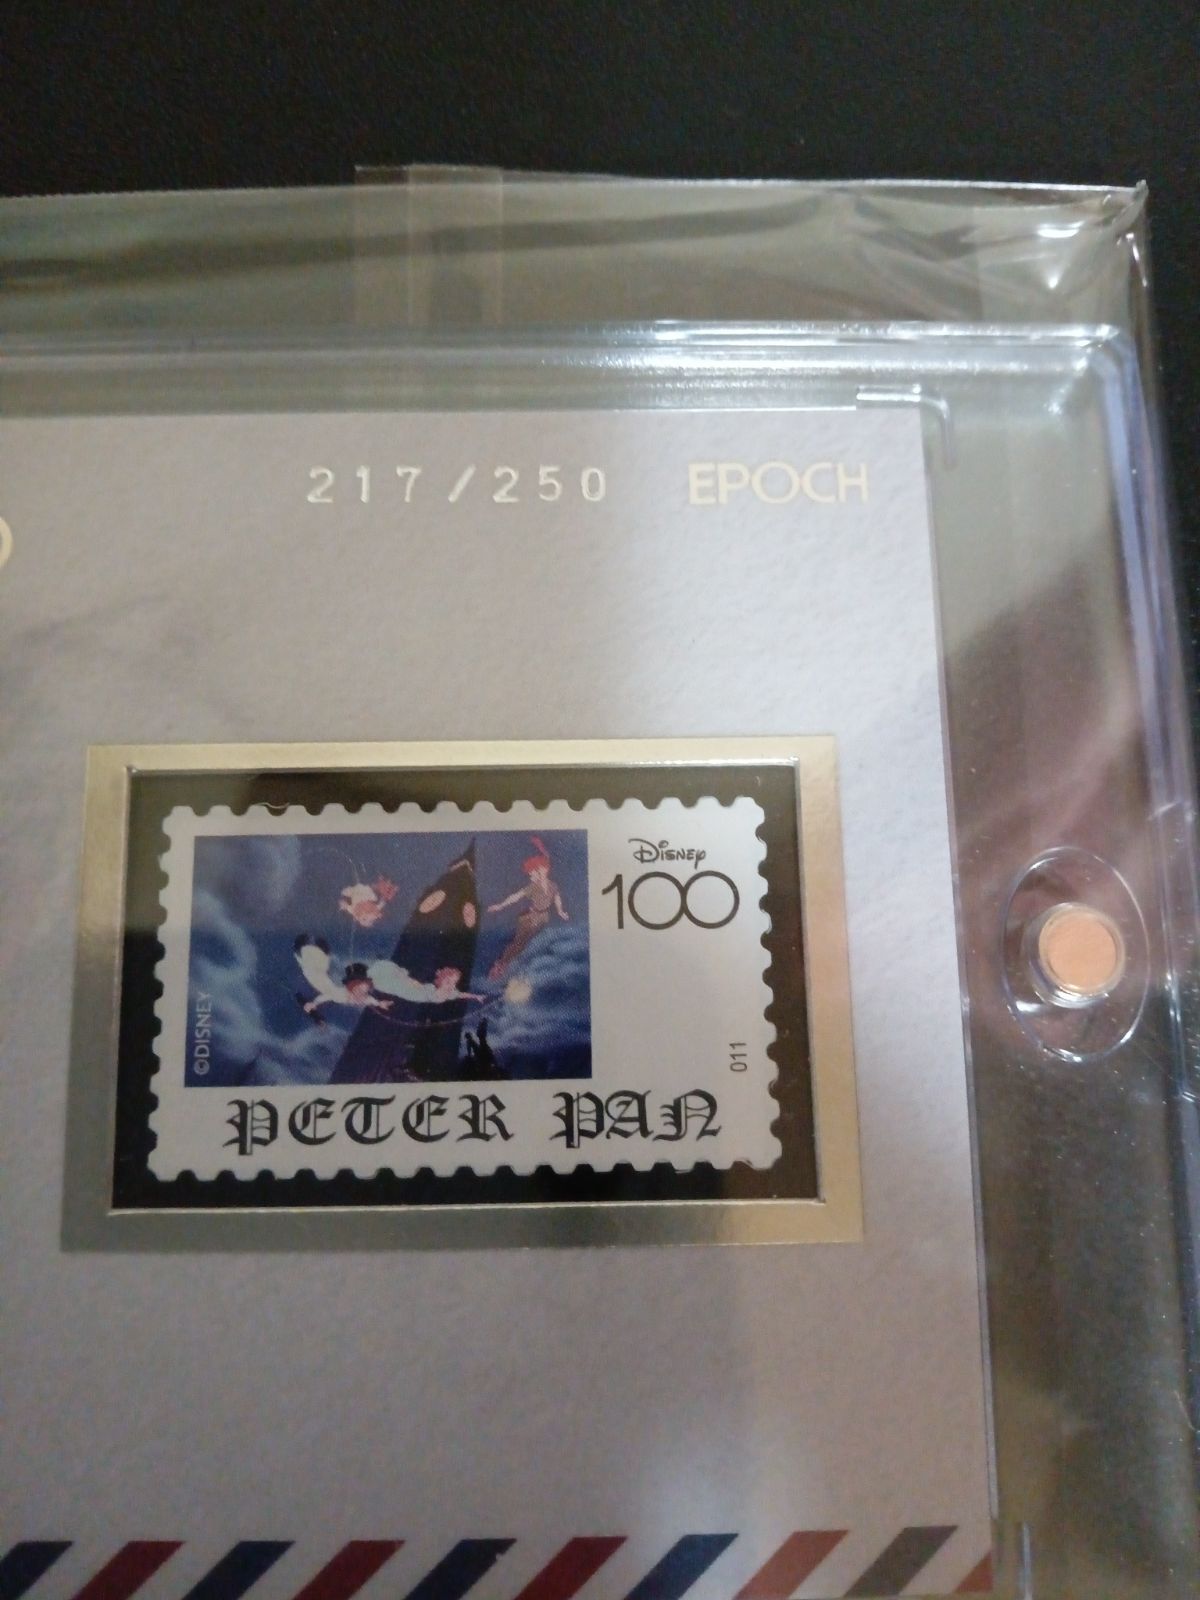 217/250 EPOCH
Disney
100
©DISNEY
011
PETER PAN